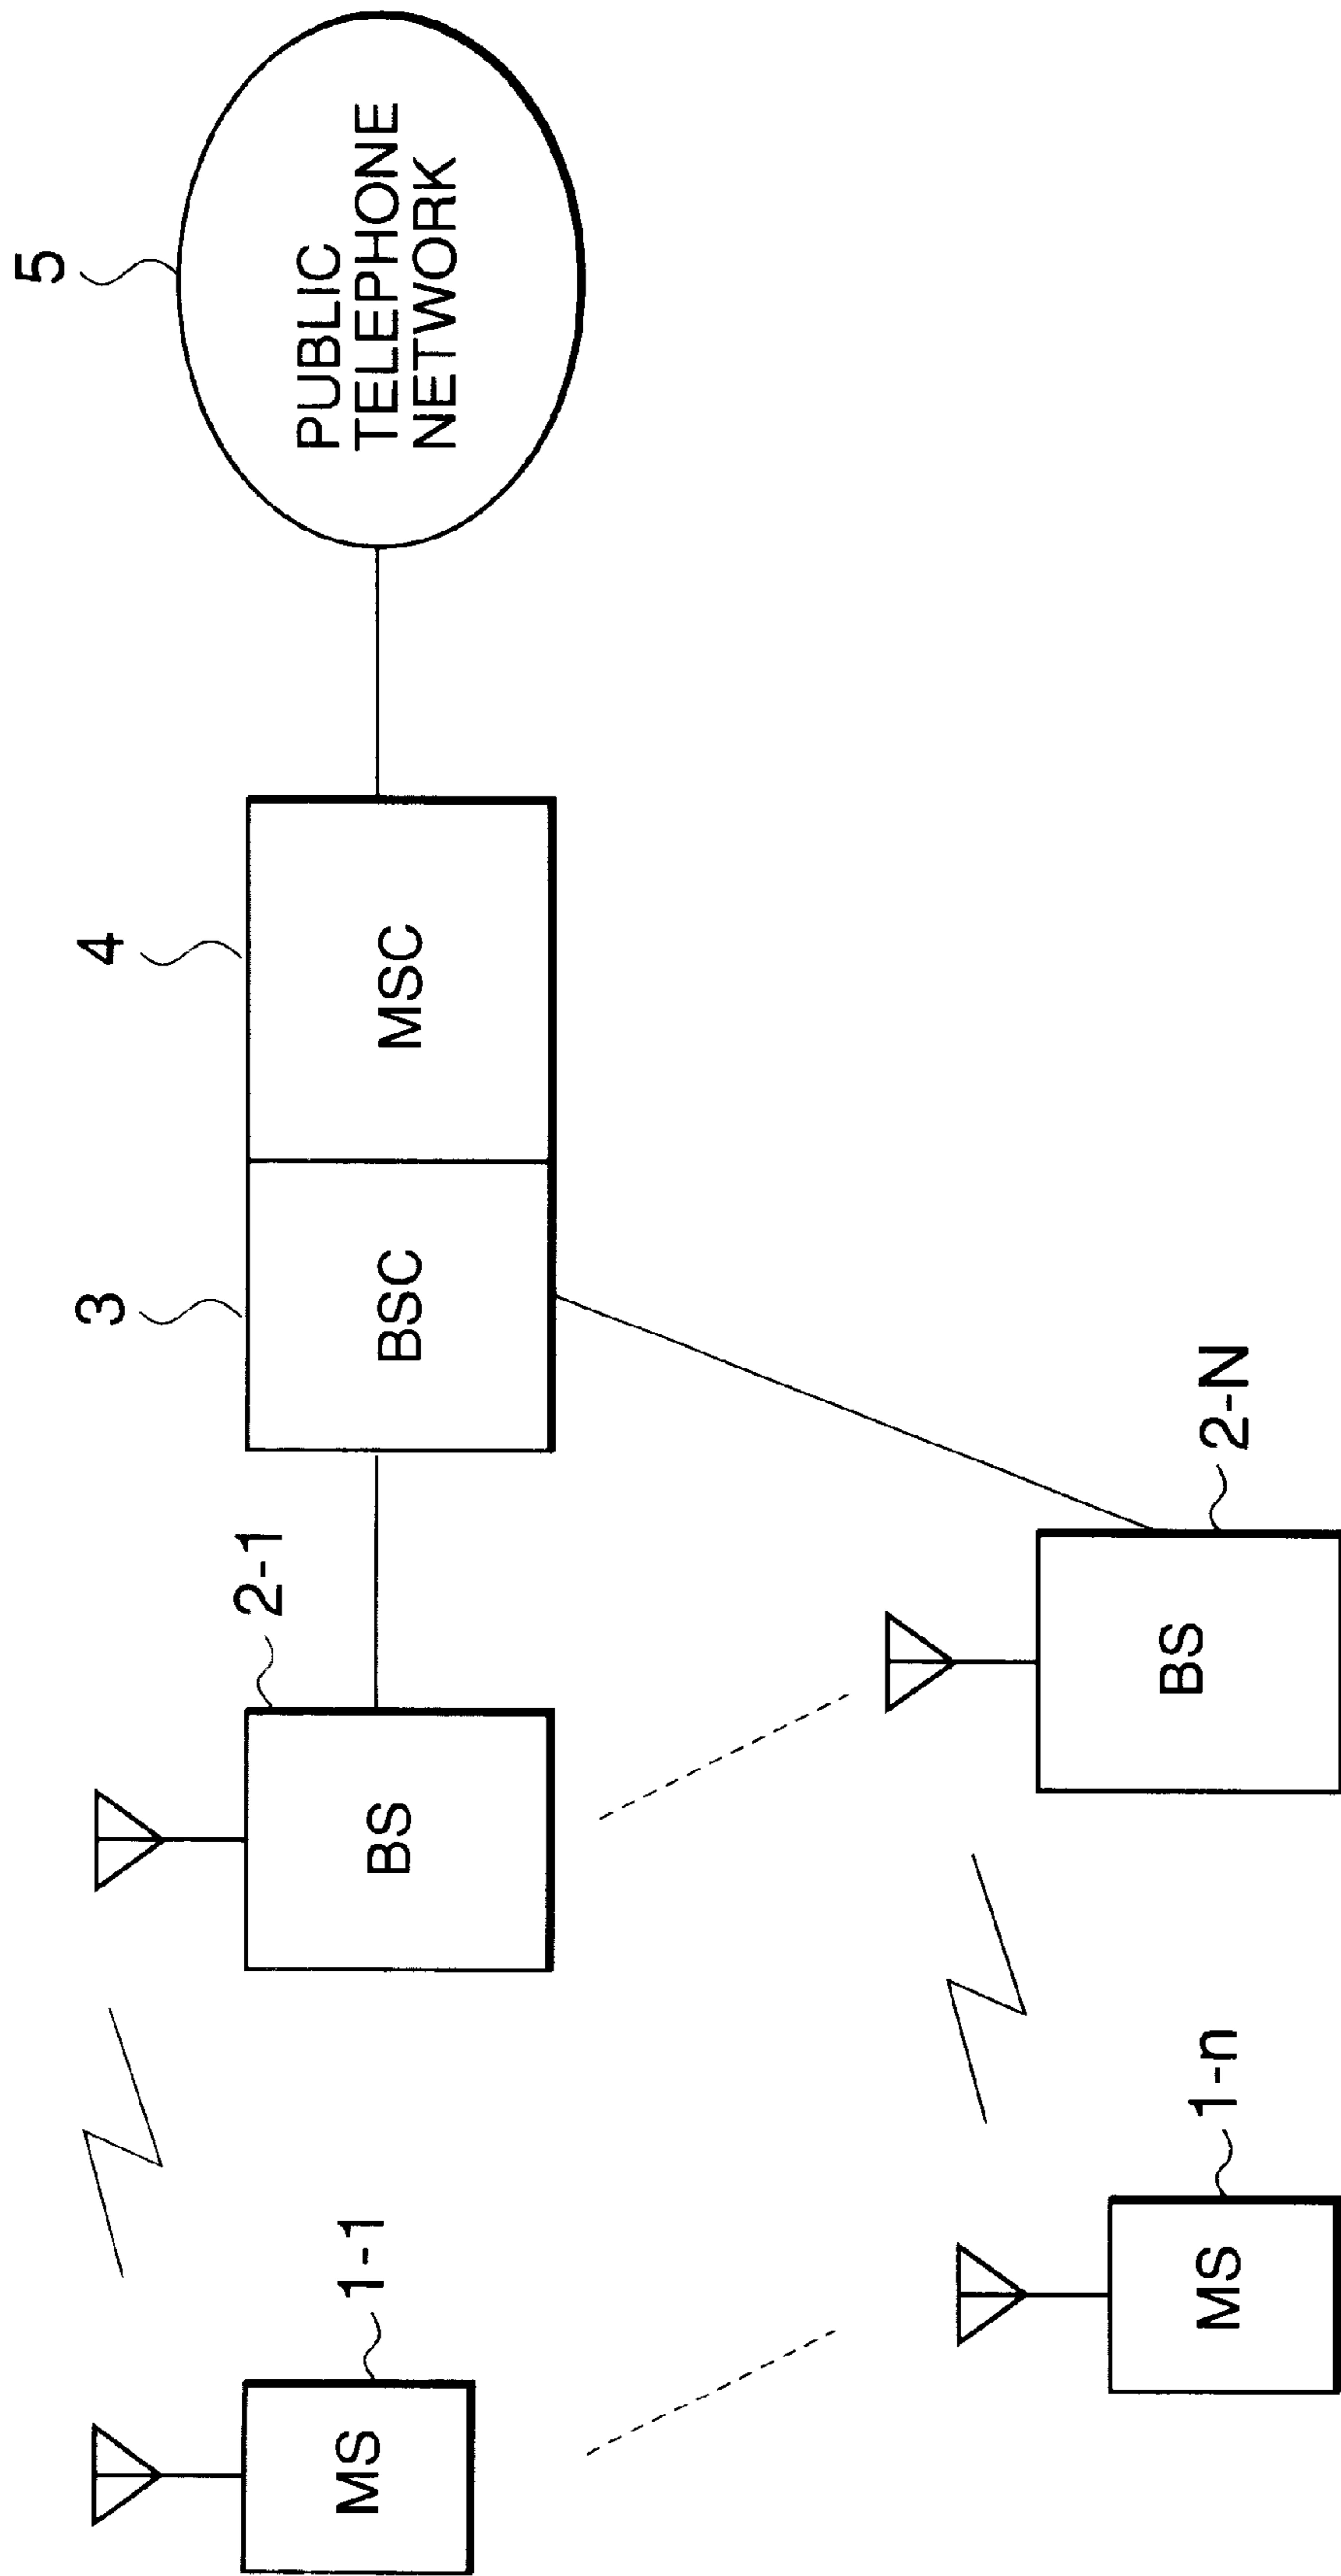 5
PUBLIC
TELEPHONE
NETWORK
4
MSC
3
BSC
2-1
BS
2-N
BS
1-1
MS
1-n
MS